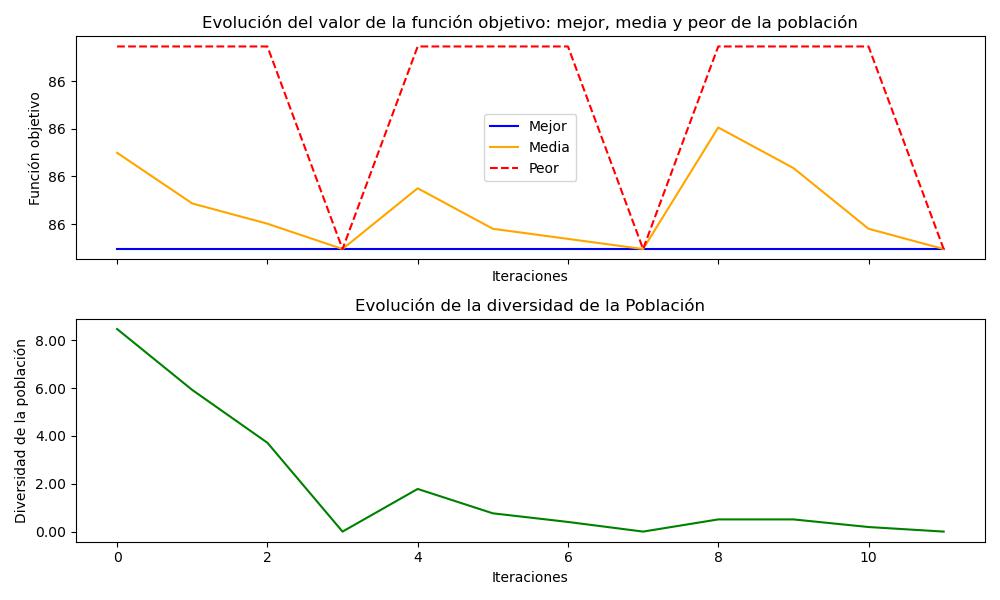 Evolución del valor de la función objetivo: mejor, media y peor de la población
Función objetivo
86
86
86
86
Mejor
Media
Peor
Iteraciones
Evolución de la diversidad de la Población
Diversidad de la población
8.00
6.00
4.00
2.00
0.00
0 2 4 6 8 10
Iteraciones